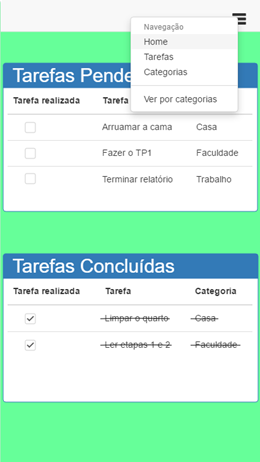 Navegação
Home
Tarefas
Categorias
Ver por categorias
Tarefas Pende
Tarefa realizada Tarefa
Arruamar a cama Casa
Fazer o TP1 Faculdade
Terminar relatório Trabalho
Tarefas Concluídas
Tarefa realizada Tarefa Categoria
Limpar o quarto Casa
Ler etapas 1 e 2 Faculdade